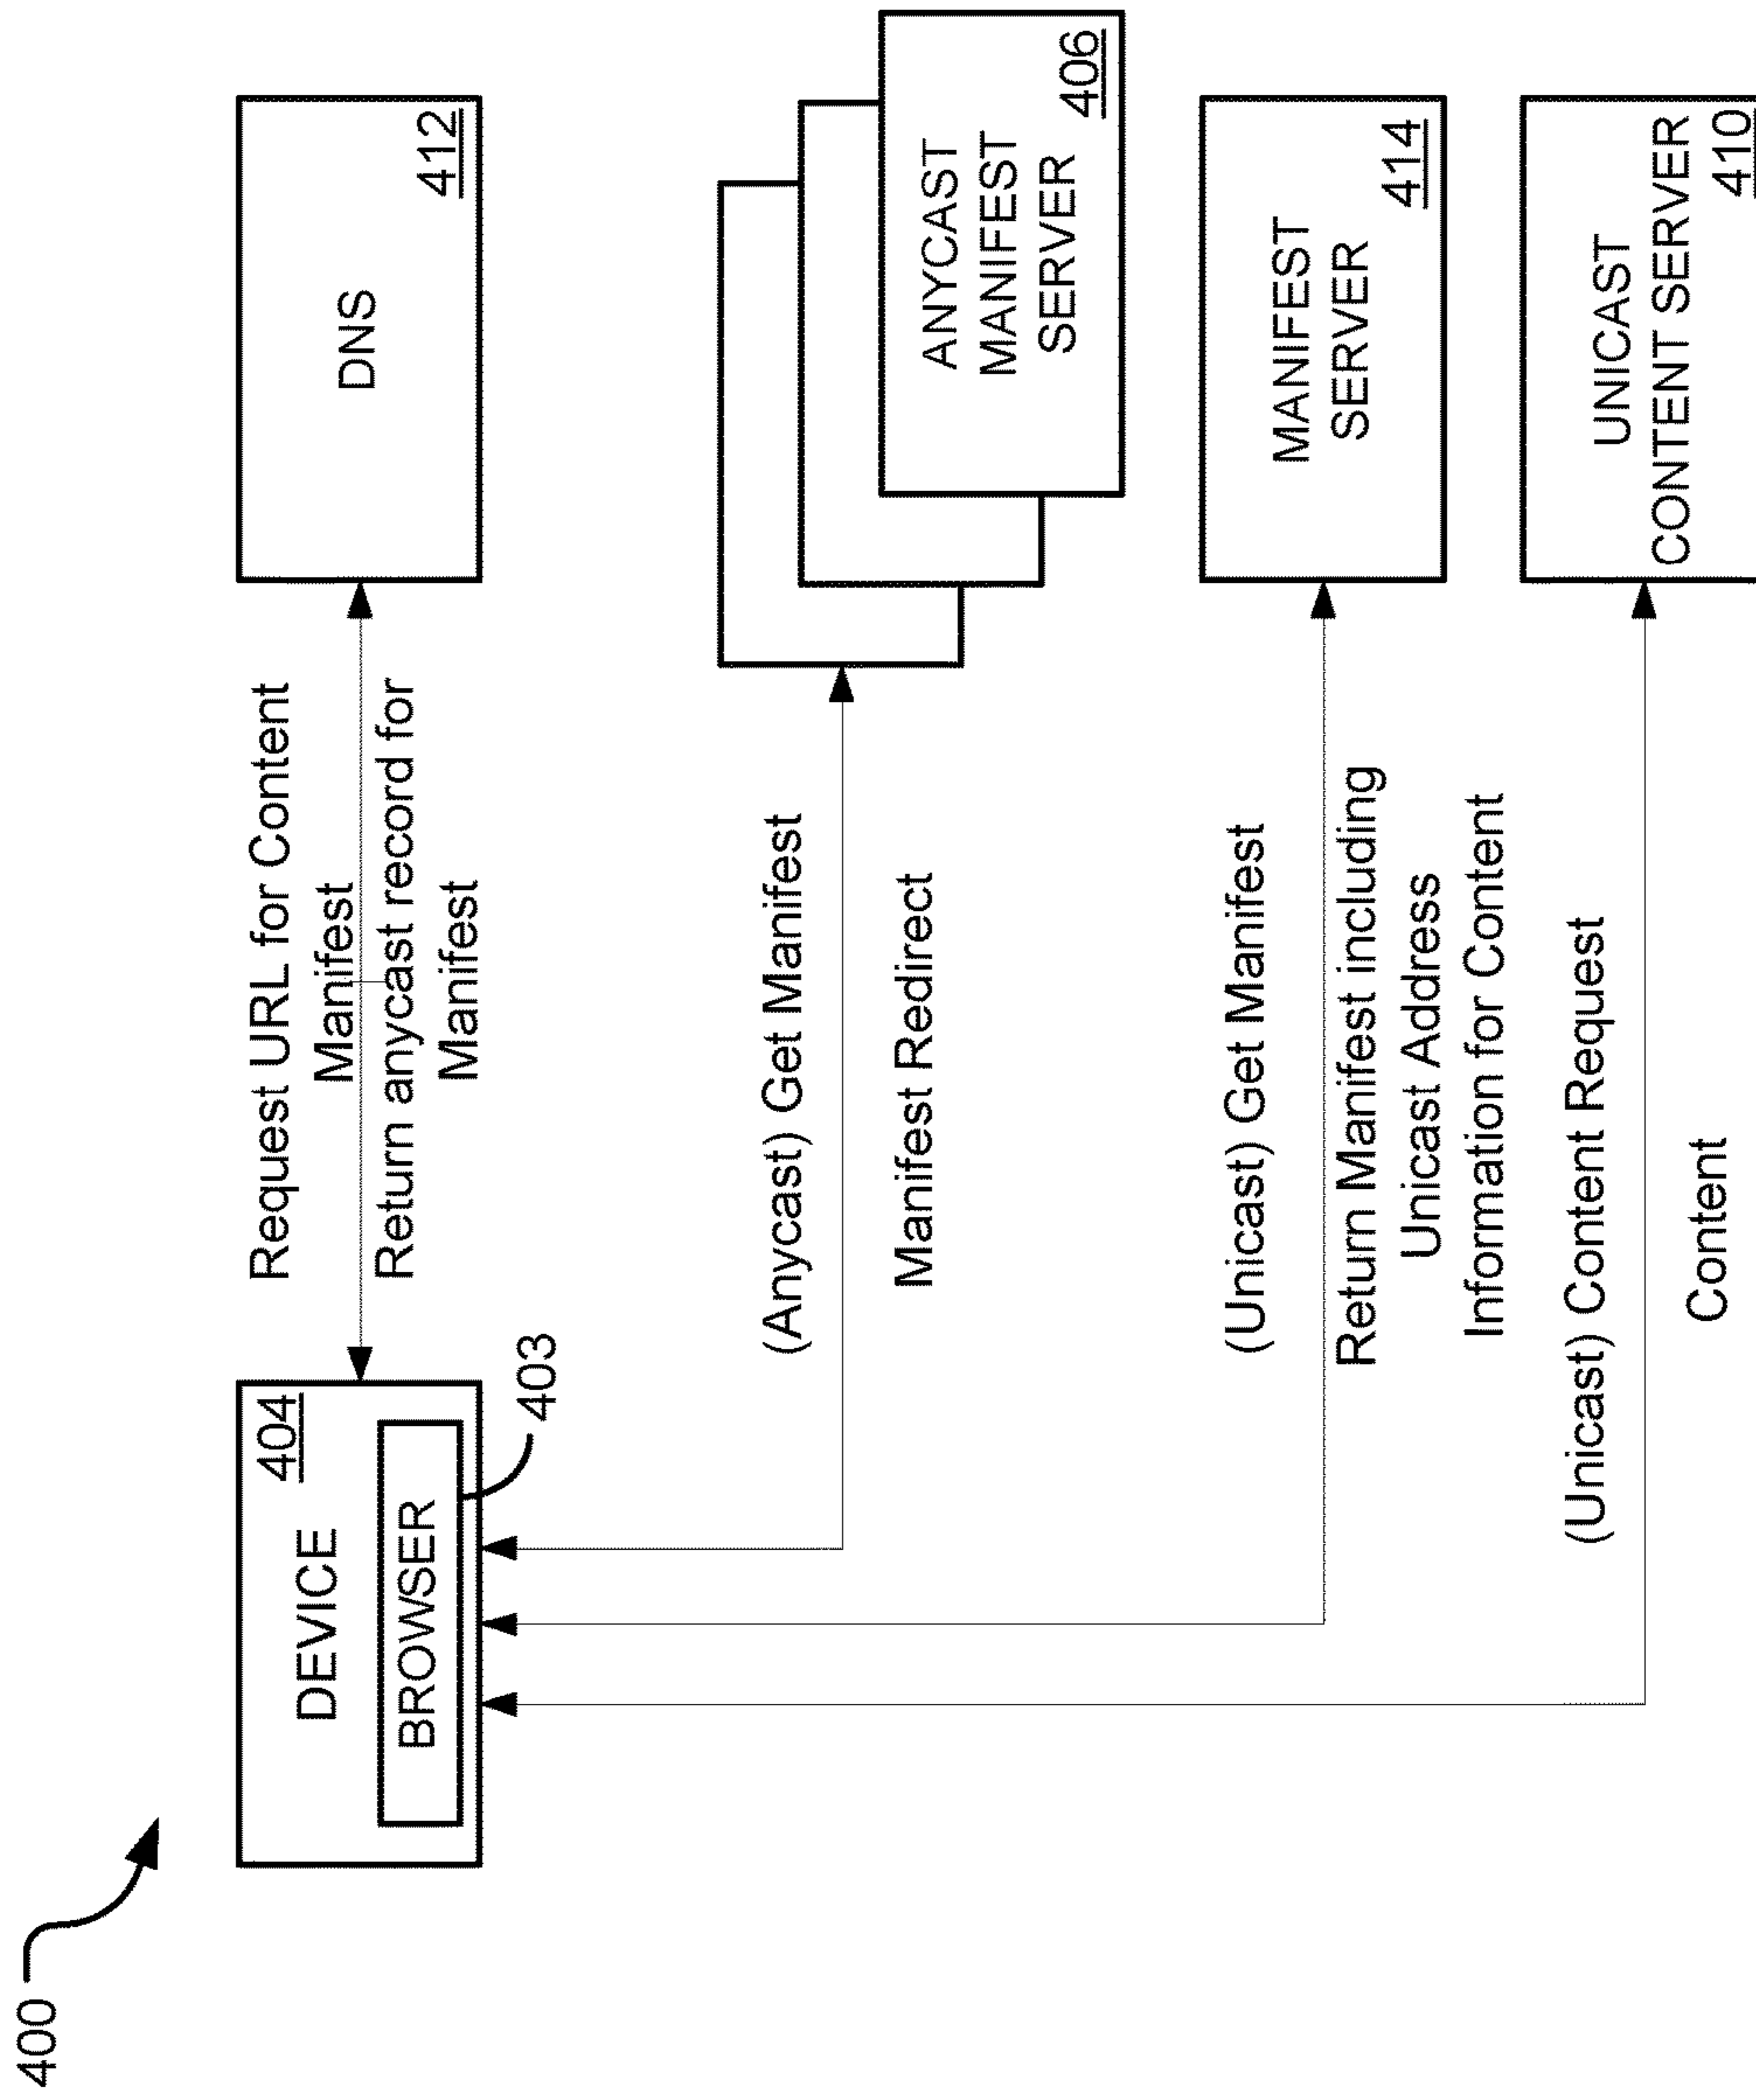 400
DEVICE
404
BROWSER
403
Request URL for Content
Manifest
Return anycast record for
Manifest
DNS
412
(Anycast) Get Manifest
Manifest Redirect
ANYCAST
MANIFEST
SERVER
406
(Unicast) Get Manifest
Return Manifest including
Unicast Address
Information for Content
MANIFEST
SERVER
414
(Unicast) Content Request
Content
UNICAST
CONTENT SERVER
410